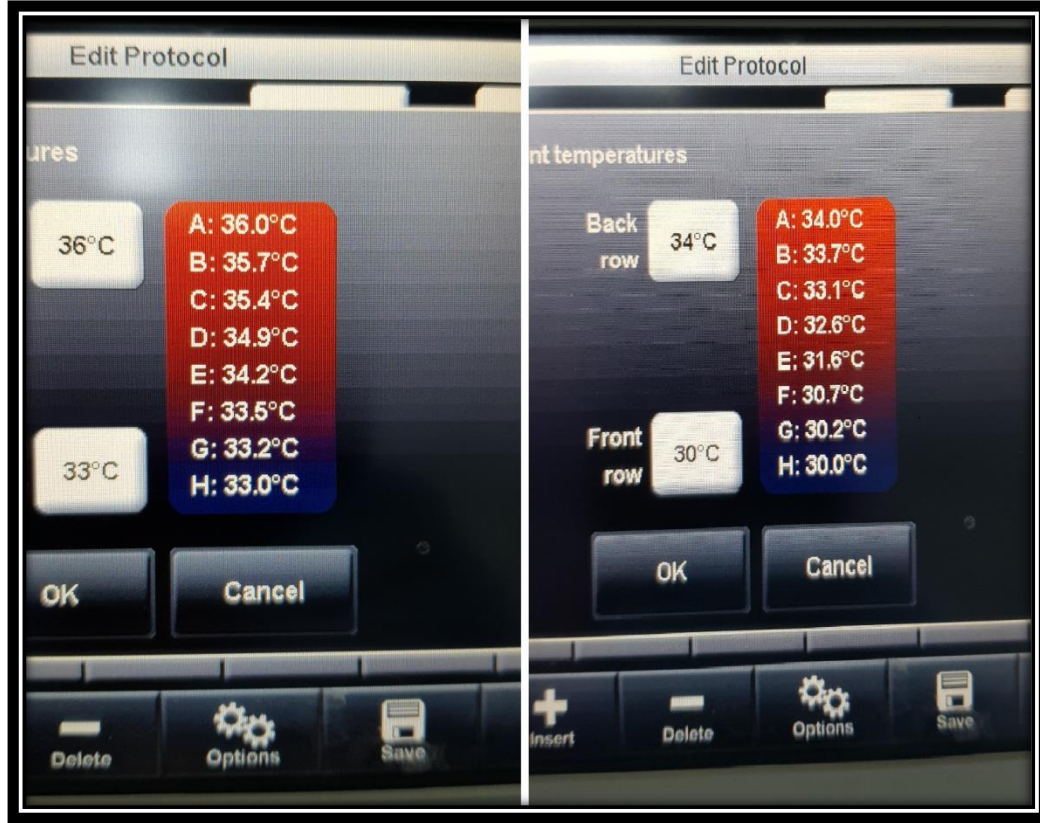 Edit Protocol
ures
36°C
A: 36.0°C
B: 35.7°C
C: 35.4°C
D: 34.9°C
E: 34.2°C
F: 33.5°C
G: 33.2°C
H: 33.0°C
33°C
OK
Cancel
Delete
Options
Save
Edit Protocol
nt temperatures
Back
row
34°C
A: 34.0°C
B: 33.7°C
C: 33.1°C
D: 32.6°C
E: 31.6°C
F: 30.7°C
G: 30.2°C
H: 30.0°C
Front
row
30°C
OK
Cancel
Insert
Delete
Options
Save